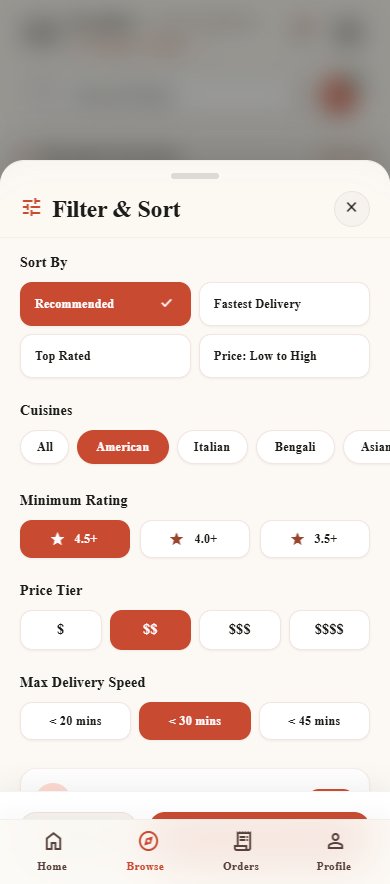 Filter & Sort
Sort By
Recommended
Fastest Delivery
Top Rated
Price: Low to High
Cuisines
All
American
Italian
Bengali
Asian
Minimum Rating
4.5+
4.0+
3.5+
Price Tier
$
$$
$$$
$$$$
Max Delivery Speed
< 20 mins
< 30 mins
< 45 mins
Home
Browse
Orders
Profile